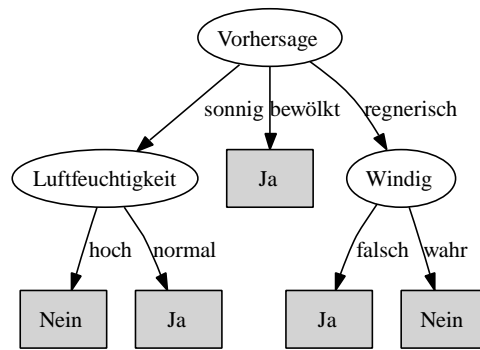 Vorhersage
sonnig bewölkt regnerisch
Luftfeuchtigkeit Ja Windig
hoch normal falsch wahr
Nein Ja Ja Nein